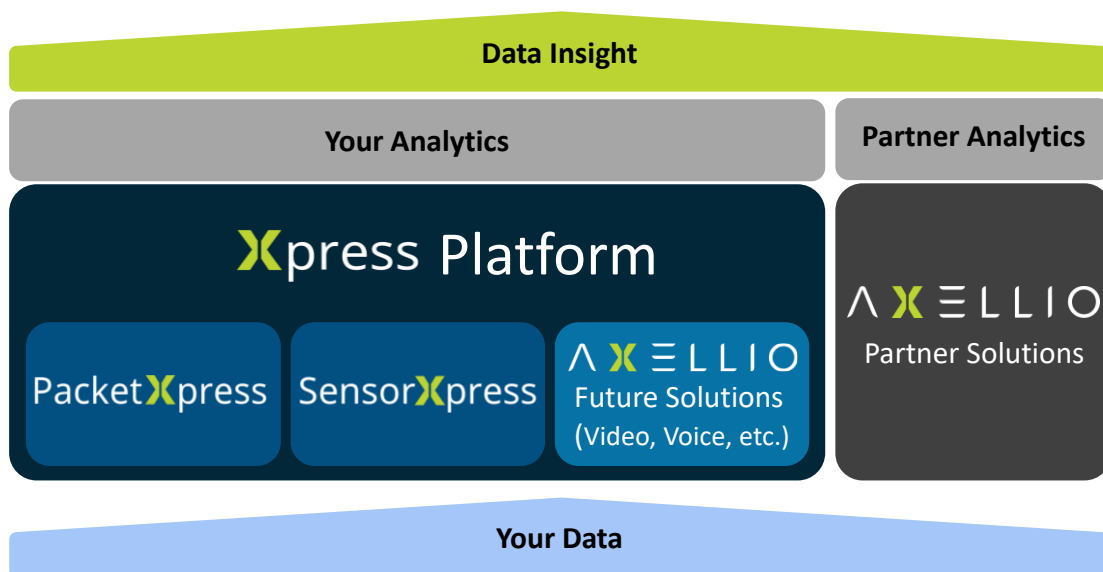 Data Insight
Your Analytics
Partner Analytics
Xpress Platform
AXELLIO
Partner Solutions
PacketXpress
SensorXpress
AXELLIO
Future Solutions
(Video, Voice, etc.)
Your Data